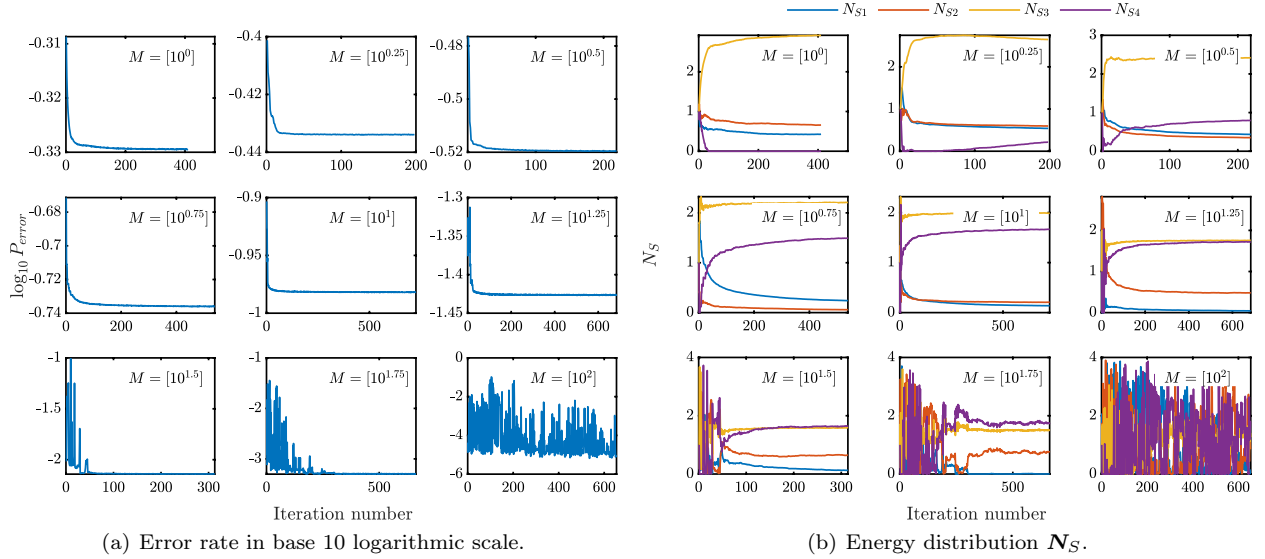 N_{S1} N_{S2} N_{S3} N_{S4}
-0.31 -0.32 -0.33
M = [10^0]
0 200 400
-0.4 -0.42 -0.44
M = [10^{0.25}]
0 100 200
-0.48 -0.5 -0.52
M = [10^{0.5}]
0 100 200
log_{10} P_{error}
-0.68 -0.7 -0.72 -0.74
M = [10^{0.75}]
0 200 400
-0.9 -0.95 -1
M = [10^1]
0 500
-1.3 -1.35 -1.4 -1.45
M = [10^{1.25}]
0 200 400 600
-1 -1.5 -2
M = [10^{1.5}]
0 100 200 300
-1 -2 -3
M = [10^{1.75}]
0 500
0 -2 -4 -6
M = [10^2]
0 200 400 600
Iteration number
(a) Error rate in base 10 logarithmic scale.
2 1 0
M = [10^0]
0 200 400
2 1 0
M = [10^{0.25}]
0 100 200
3 2 1 0
M = [10^{0.5}]
0 100 200
N_S
2 1 0
M = [10^{0.75}]
0 200 400
2 1 0
M = [10^1]
0 500
2 1 0
M = [10^{1.25}]
0 200 400 600
4 2 0
M = [10^{1.5}]
0 100 200 300
4 2 0
M = [10^{1.75}]
0 500
4 2 0
M = [10^2]
0 200 400 600
Iteration number
(b) Energy distribution N_S.